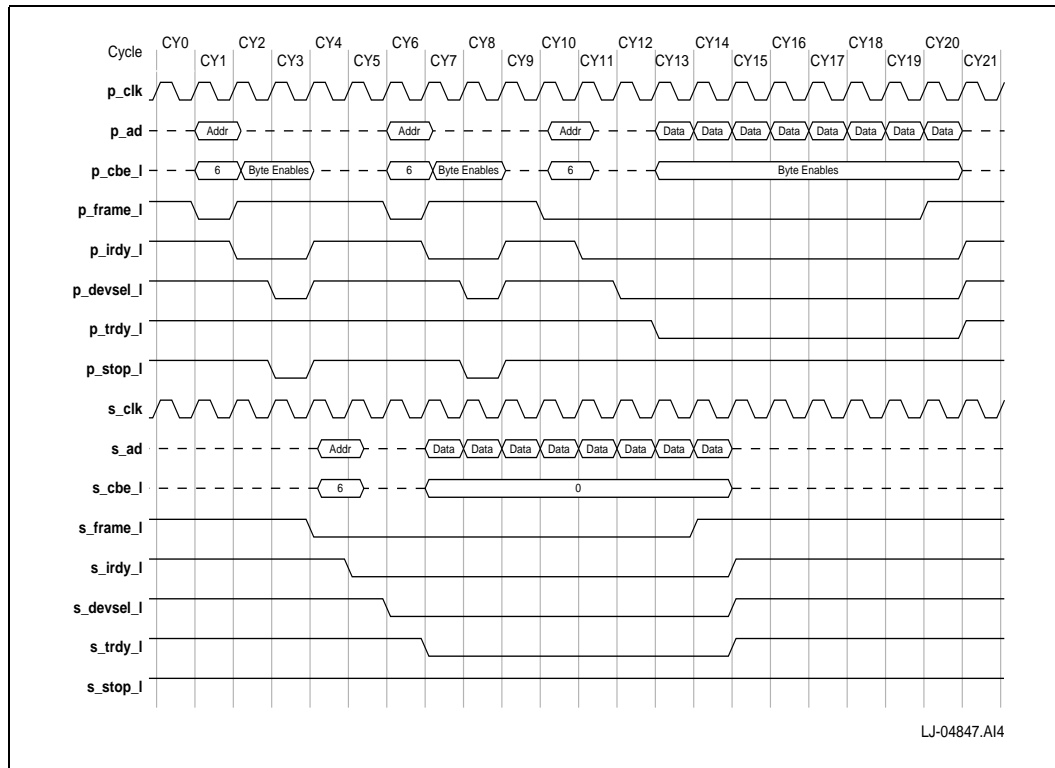 Cycle CY0 CY1 CY2 CY3 CY4 CY5 CY6 CY7 CY8 CY9 CY10 CY11 CY12 CY13 CY14 CY15 CY16 CY17 CY18 CY19 CY20 CY21
p_clk
p_ad Addr Addr Addr Data Data Data Data Data Data Data Data
p_cbe_l 6 Byte Enables 6 Byte Enables 6 Byte Enables
p_frame_l
p_irdy_l
p_devsel_l
p_trdy_l
p_stop_l
s_clk
s_ad Addr Data Data Data Data Data Data Data Data
s_cbe_l 6 0
s_frame_l
s_irdy_l
s_devsel_l
s_trdy_l
s_stop_l
LJ-04847.AI4